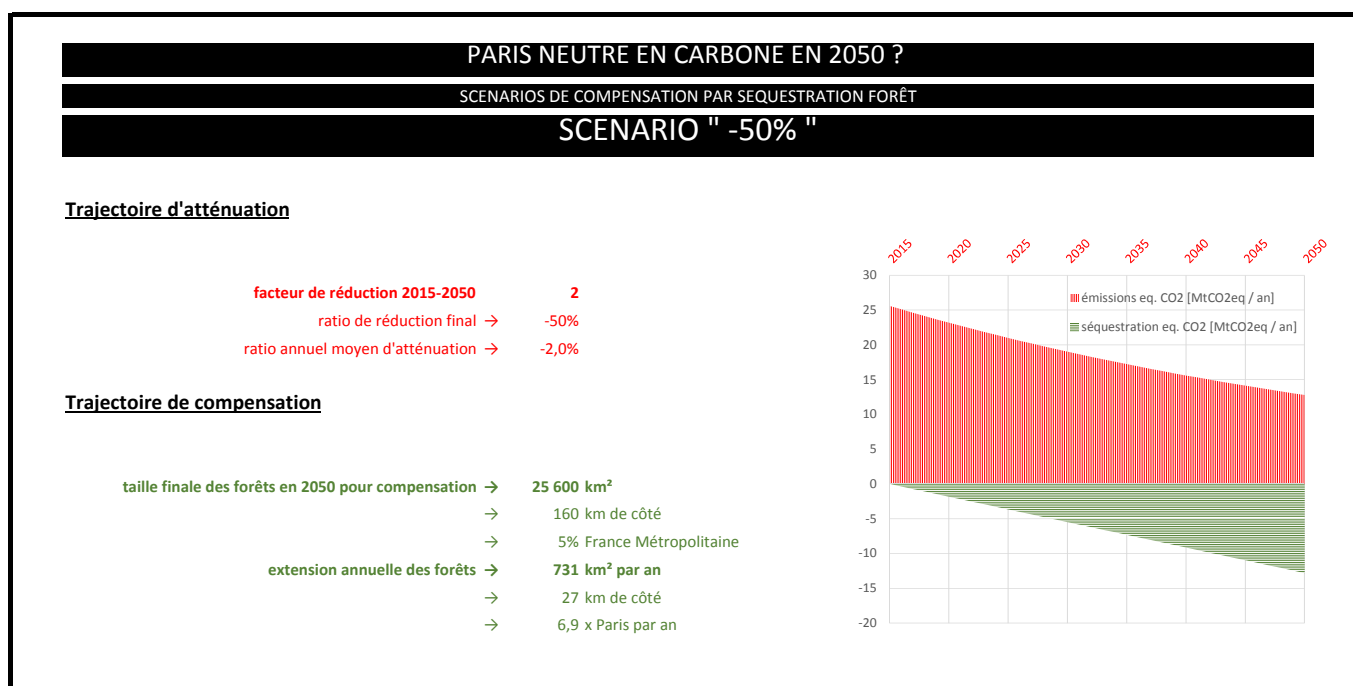 PARIS NEUTRE EN CARBONE EN 2050 ?
SCENARIOS DE COMPENSATION PAR SEQUESTRATION FORÊT
SCENARIO " -50% "
Trajectoire d'atténuation
facteur de réduction 2015-2050 2
ratio de réduction final → -50%
ratio annuel moyen d'atténuation → -2,0%
Trajectoire de compensation
taille finale des forêts en 2050 pour compensation → 25 600 km²
→ 160 km de côté
→ 5% France Métropolitaine
extension annuelle des forêts → 731 km² par an
→ 27 km de côté
→ 6,9 x Paris par an
2015 2020 2025 2030 2035 2040 2045 2050
30
25
20
15
10
5
0
-5
-10
-15
-20
émissions eq. CO2 [MtCO2eq / an]
séquestration eq. CO2 [MtCO2eq / an]